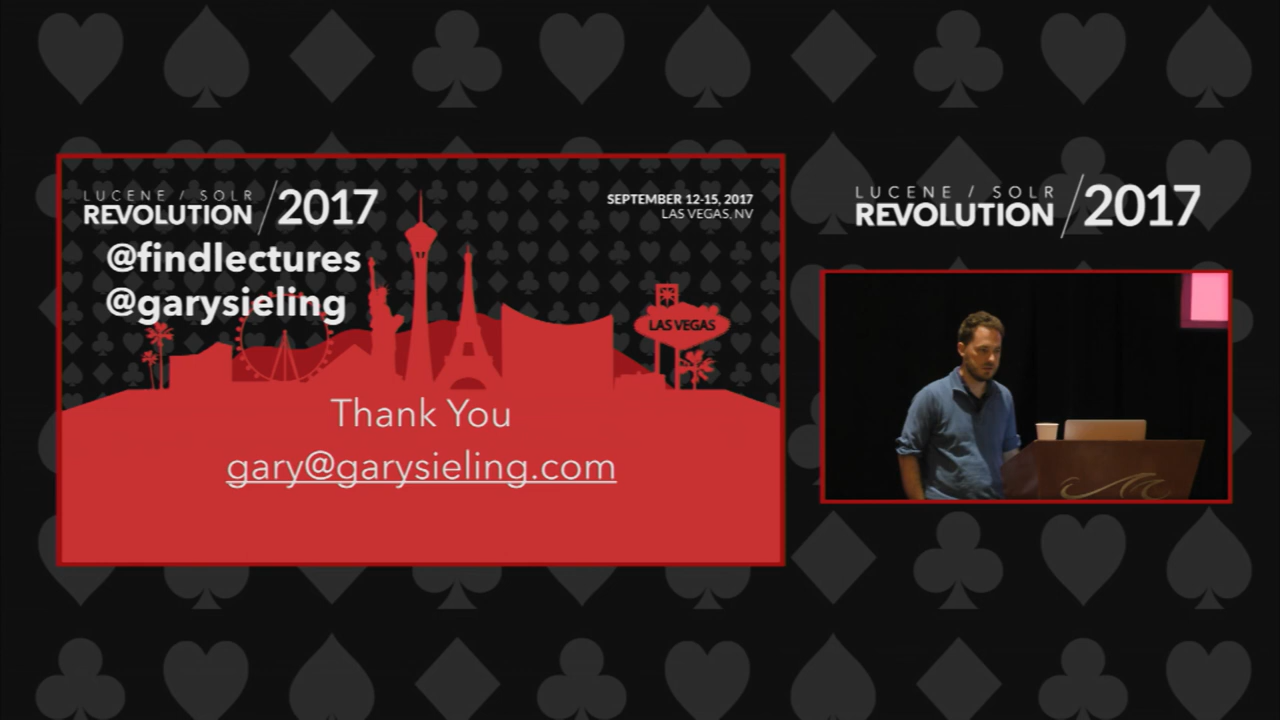 LUCENE / SOLR
REVOLUTION / 2017
SEPTEMBER 12-15, 2017
LAS VEGAS, NV
@findlectures
@garysieling
LAS VEGAS
Thank You
gary@garysieling.com
LUCENE / SOLR
REVOLUTION / 2017